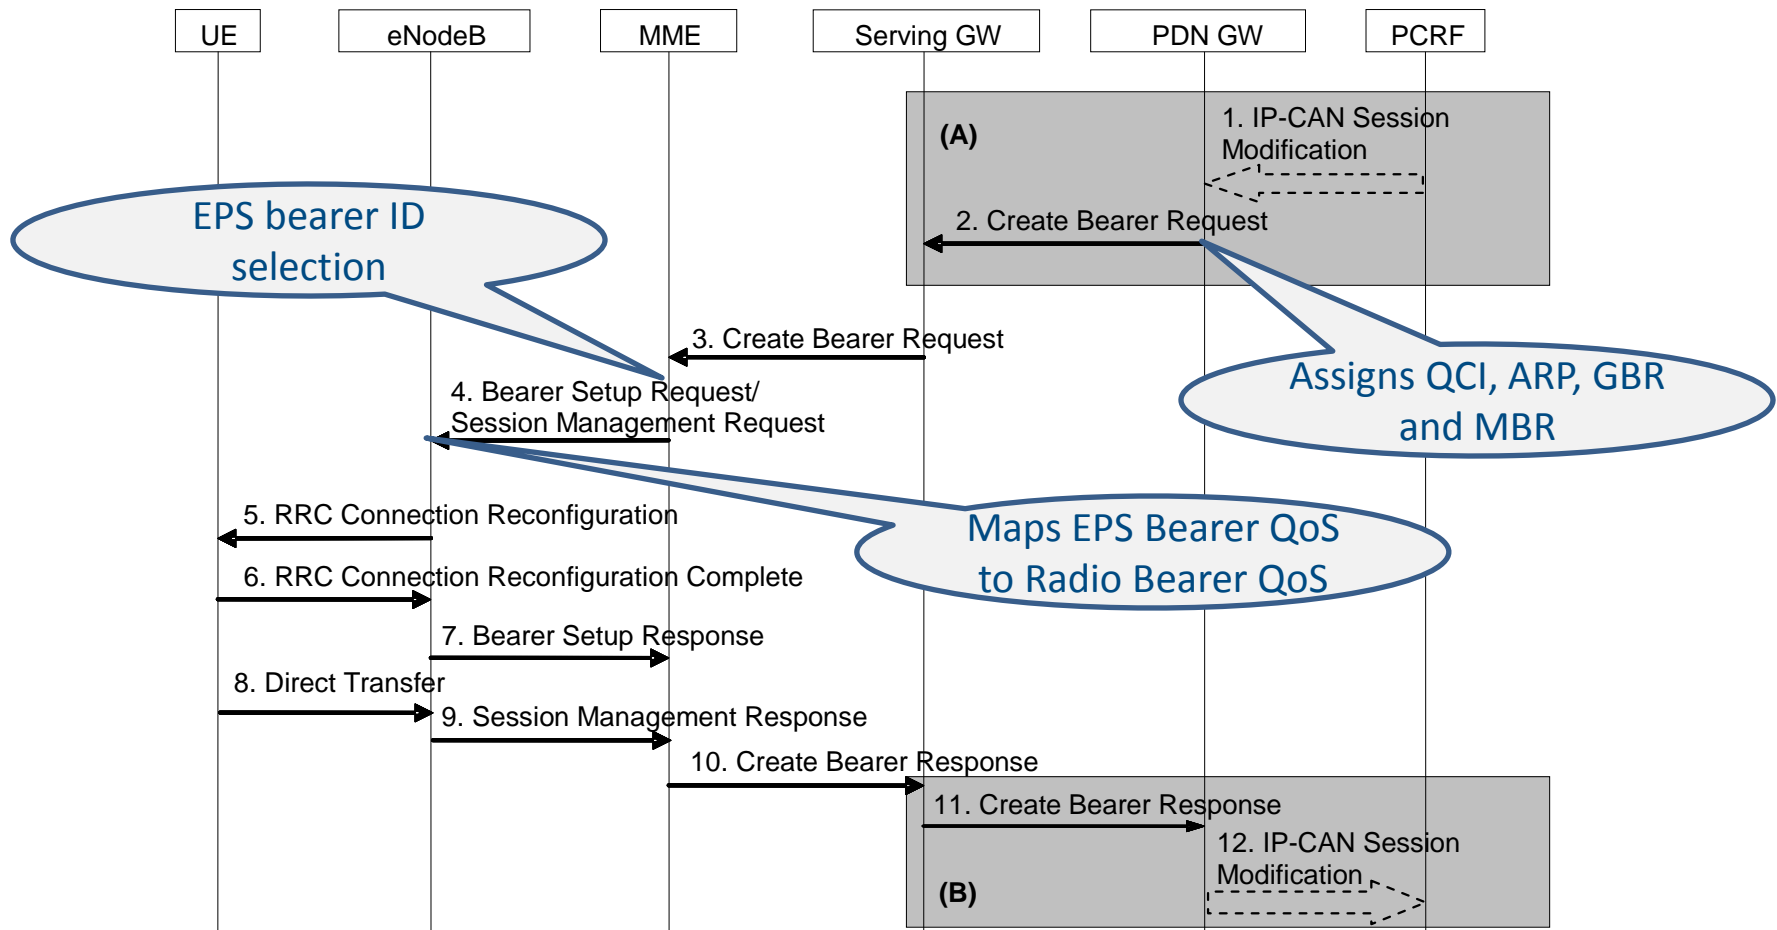 UE
eNodeB
MME
Serving GW
PDN GW
PCRF
(A)
1. IP-CAN Session
Modification
2. Create Bearer Request
EPS bearer ID
selection
3. Create Bearer Request
Assigns QCI, ARP, GBR
and MBR
4. Bearer Setup Request/
Session Management Request
5. RRC Connection Reconfiguration
Maps EPS Bearer QoS
to Radio Bearer QoS
6. RRC Connection Reconfiguration Complete
7. Bearer Setup Response
8. Direct Transfer
9. Session Management Response
10. Create Bearer Response
11. Create Bearer Response
12. IP-CAN Session
Modification
(B)